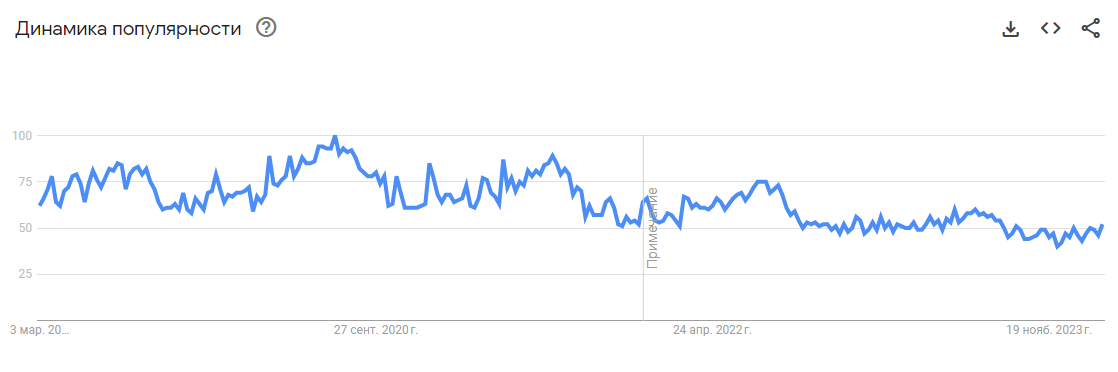 Динамика популярности
100
75
50
25
Примечание
3 мар. 20…
27 сент. 2020 г.
24 апр. 2022 г.
19 нояб. 2023 г.